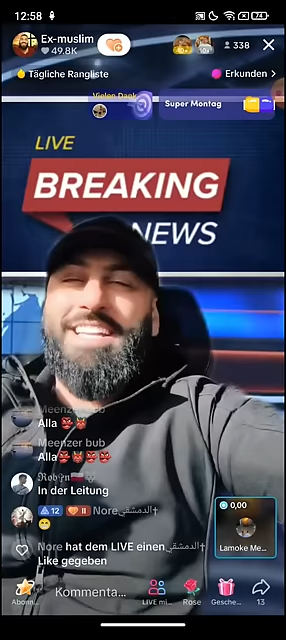 12:58
74
Ex-muslim
49.8K
338
Tägliche Rangliste
Erkunden >
Vielen Dank
Super Montag
LIVE
BREAKING
NEWS
Meenzer bub
Alla 👺👹
Meenzer bub
Alla👹👺👹👺
In der Leitung
12 II Noreالدمشقي†
😁
0,00
Lamoke Me...
Nore hat dem LIVE einenالدمشقي†
Like gegeben
Abonn...
Kommenta...
LIVE mi...
Rose
Gesche...
13